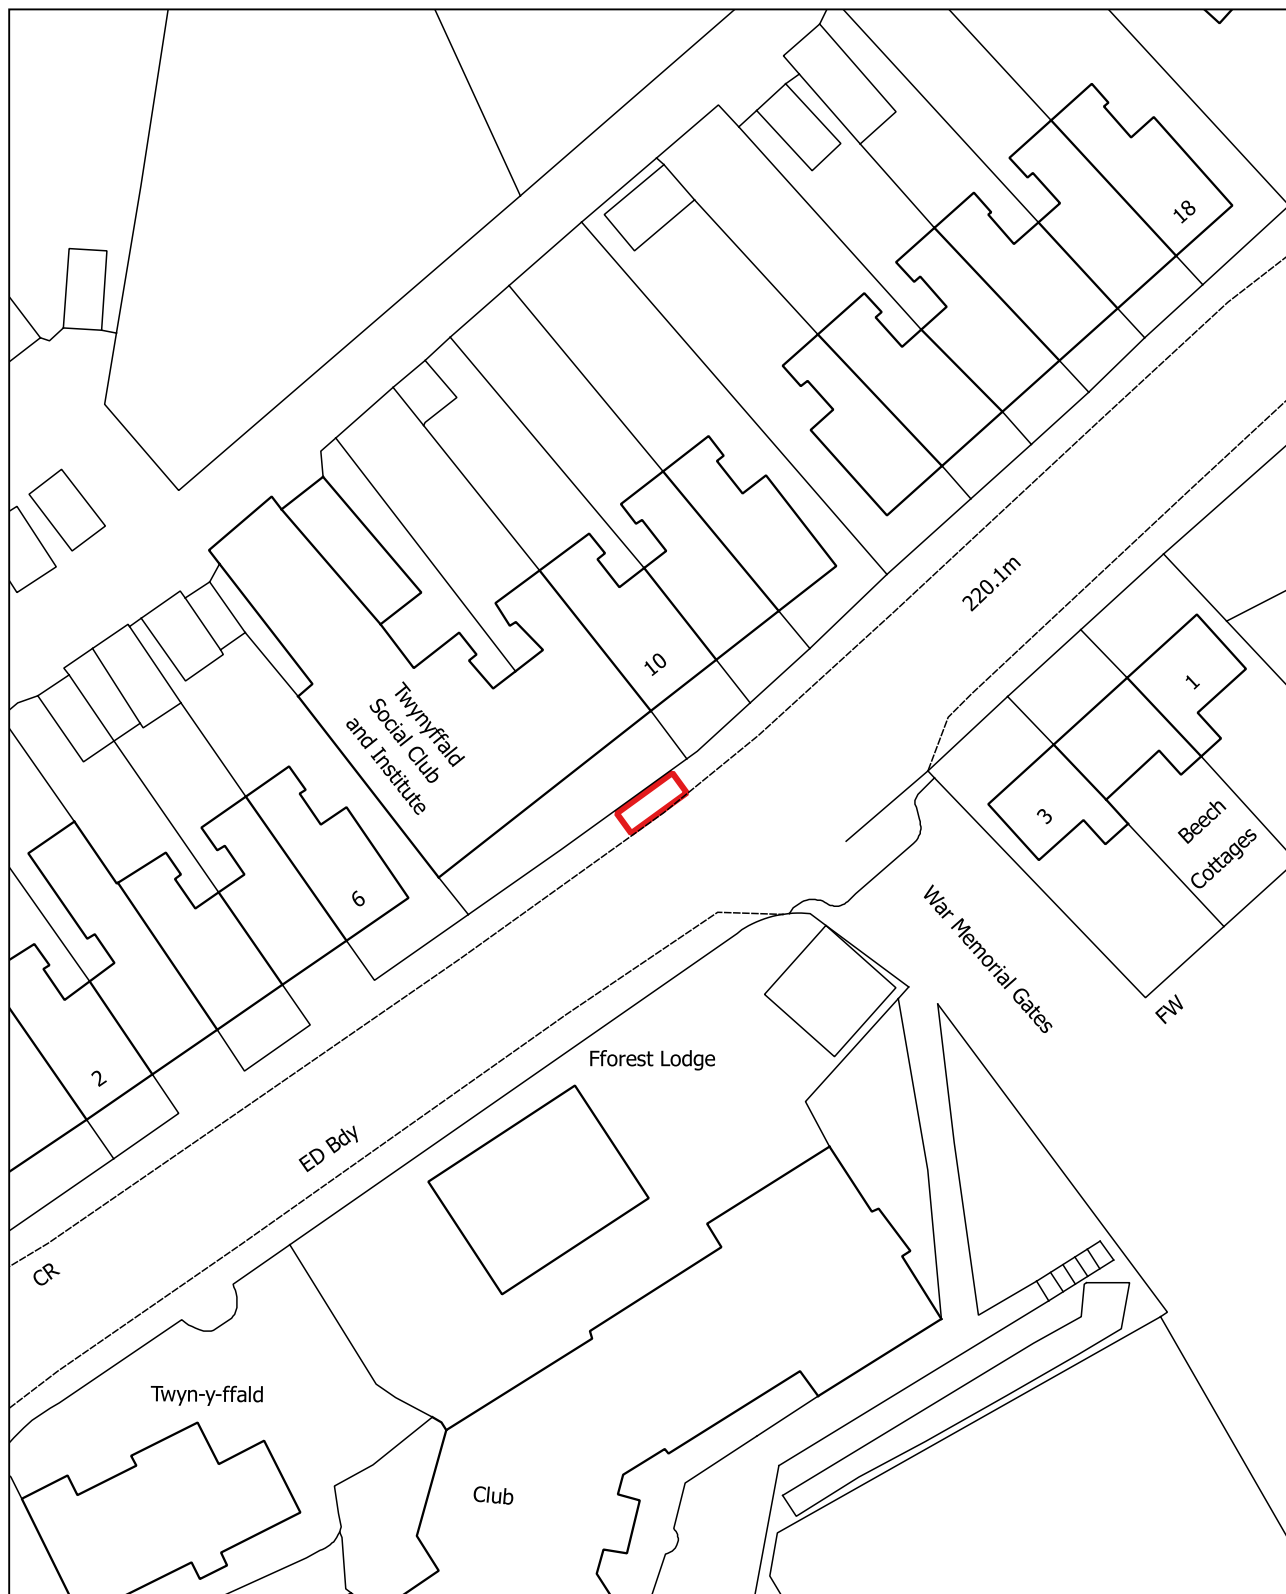 18
220.1m
10
1
Twynyffald
Social Club
and Institute
3
Beech
Cottages
6
War Memorial Gates
FW
Fforest Lodge
2
ED Bdy
CR
Twyn-y-ffald
Club